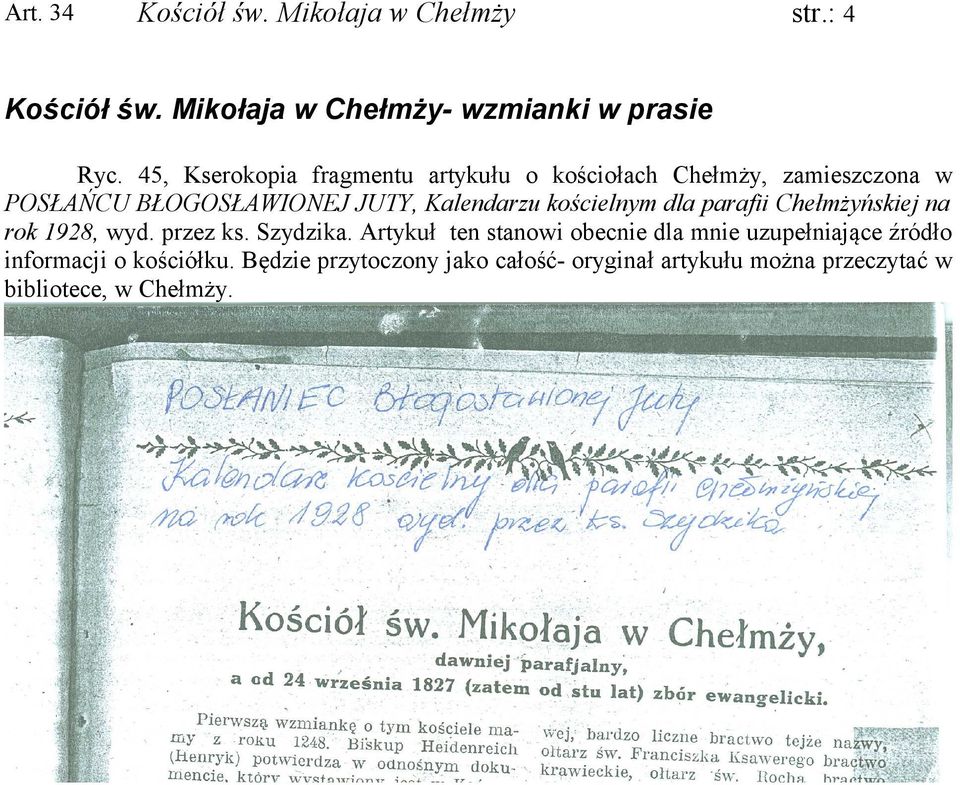 Art. 34 Kościół św. Mikołaja w Chełmży str.: 4
Kościół św. Mikołaja w Chełmży- wzmianki w prasie
Ryc. 45, Kserokopia fragmentu artykułu o kościołach Chełmży, zamieszczona w
POSŁAŃCU BŁOGOSŁAWIONEJ JUTY, Kalendarzu kościelnym dla parafii Chełmżyńskiej na
rok 1928, wyd. przez ks. Szydzika. Artykuł ten stanowi obecnie dla mnie uzupełniające źródło
informacji o kościółku. Będzie przytoczony jako całość- oryginał artykułu można przeczytać w
bibliotece, w Chełmży.
POSŁANIEC Błogosławionej Juty
Kalendarz kościelny dla parafii Chełmżyńskiej
na rok 1928 wyd. przez ks. Szydzika
Kościół św. Mikołaja w Chełmży,
dawniej parafjalny,
a od 24 września 1827 (zatem od stu lat) zbór ewangelicki.
Pierwszą wzmiankę o tym kościele ma-
my z roku 1248. Biskup Heidenreich
(Henryk) potwierdza w odnośnym doku-
mencie, który wystawiony jest w
wej, bardzo liczne bractwo tejże nazwy,
ołtarz św. Franciszka Ksawerego bractwo
krawieckie, ołtarz św. Rocha bractwo